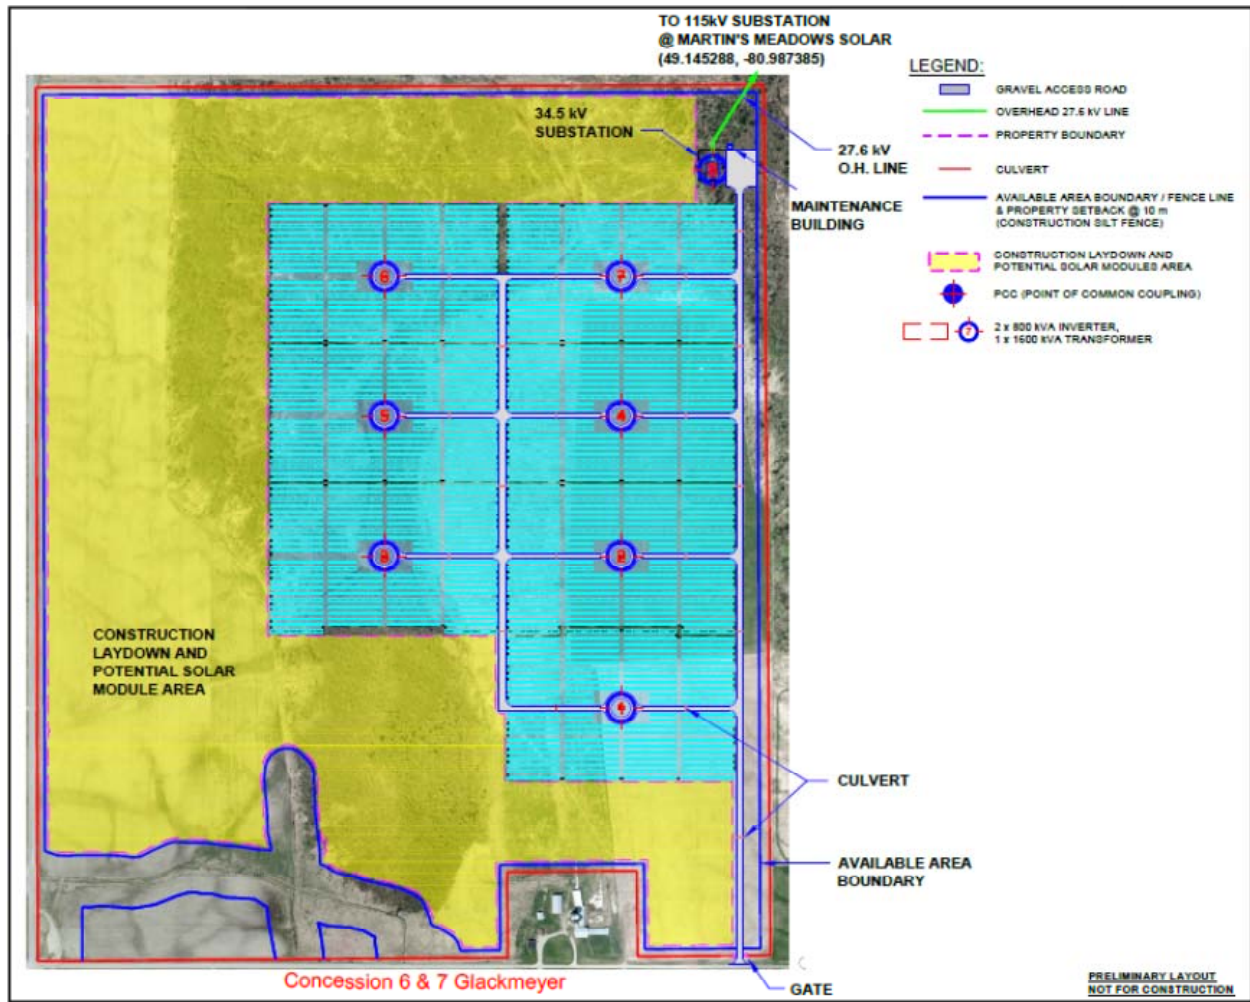 TO 115kV SUBSTATION
@ MARTIN'S MEADOWS SOLAR
(49.145288, -80.987385)
LEGEND:
GRAVEL ACCESS ROAD
OVERHEAD 27.6 kV LINE
PROPERTY BOUNDARY
CULVERT
AVAILABLE AREA BOUNDARY / FENCE LINE
& PROPERTY SETBACK @ 10 m
(CONSTRUCTION SILT FENCE)
CONSTRUCTION LAYDOWN AND
POTENTIAL SOLAR MODULES AREA
PCC (POINT OF COMMON COUPLING)
7
2 x 800 kVA INVERTER,
1 x 1600 kVA TRANSFORMER
34.5 kV
SUBSTATION
27.6 kV
O.H. LINE
MAINTENANCE
BUILDING
6
7
5
4
3
2
CONSTRUCTION
LAYDOWN AND
POTENTIAL SOLAR
MODULE AREA
CULVERT
AVAILABLE AREA
BOUNDARY
Concession 6 & 7 Glackmeyer
GATE
PRELIMINARY LAYOUT
NOT FOR CONSTRUCTION